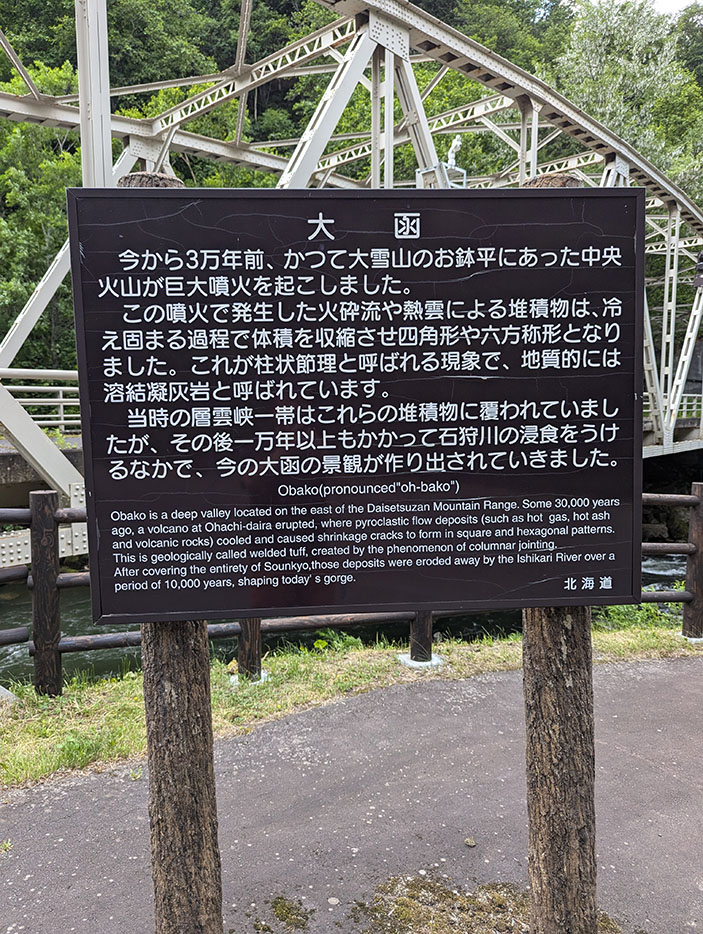 大函
今から3万年前、かつて大雪山のお鉢平にあった中央
火山が巨大噴火を起こしました。
この噴火で発生した火砕流や熱雲による堆積物は、冷
え固まる過程で体積を収縮させ四角形や六方称形となり
ました。これが柱状節理と呼ばれる現象で、地質的には
溶結凝灰岩と呼ばれています。
当時の層雲峡一帯はこれらの堆積物に覆われていまし
たが、その後一万年以上もかかって石狩川の浸食をうけ
るなかで、今の大函の景観が作り出されていきました。
Obako(pronounced"oh-bako")
Obako is a deep valley located on the east of the Daisetsuzan Mountain Range. Some 30,000 years
ago, a volcano at Ohachi-daira erupted, where pyroclastic flow deposits (such as hot gas, hot ash
and volcanic rocks) cooled and caused shrinkage cracks to form in square and hexagonal patterns.
This is geologically called welded tuff, created by the phenomenon of columnar jointing.
After covering the entirety of Sounkyo,those deposits were eroded away by the Ishikari River over a
period of 10,000 years, shaping today's gorge.
北海道